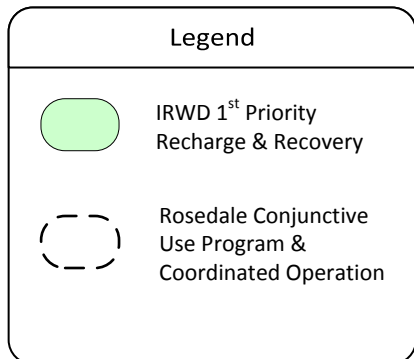 Legend
IRWD 1st Priority
Recharge & Recovery
Rosedale Conjunctive
Use Program &
Coordinated Operation